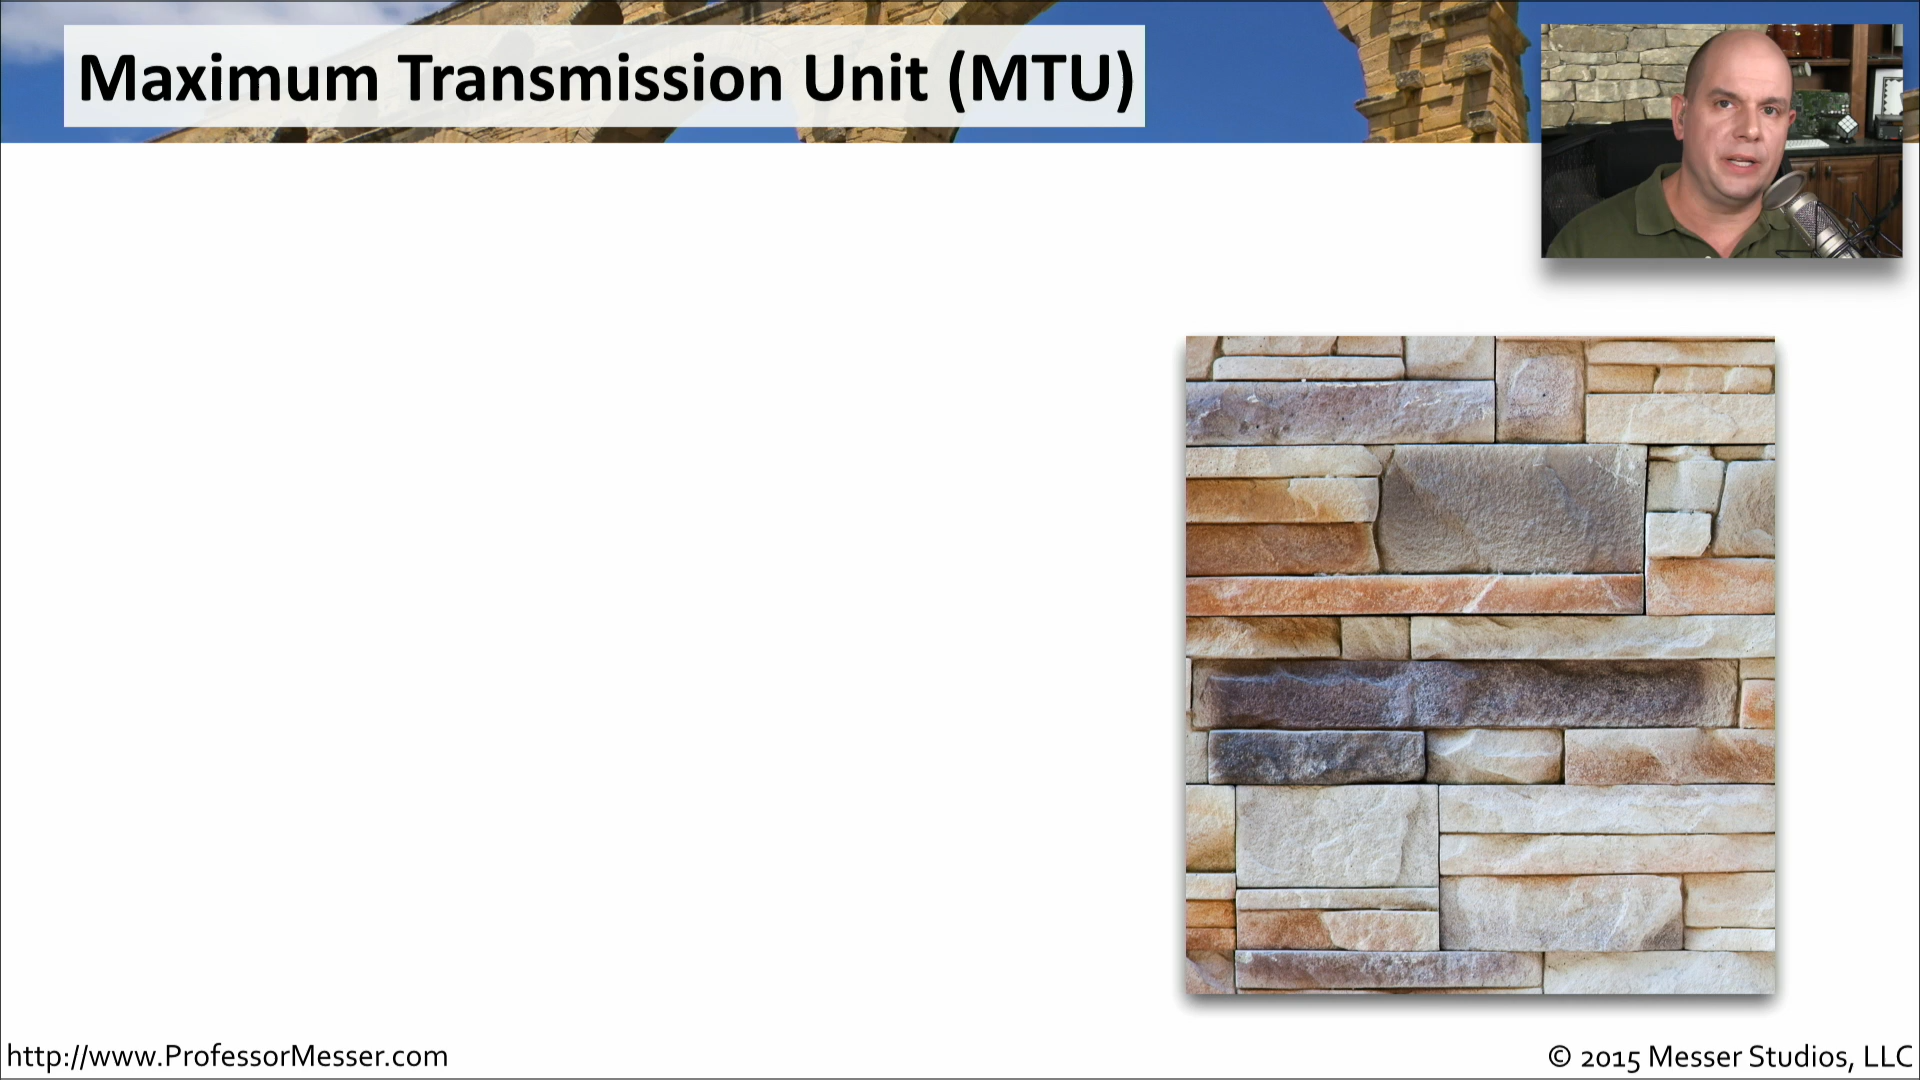 Maximum Transmission Unit (MTU)
http://www.ProfessorMesser.com
© 2015 Messer Studios, LLC